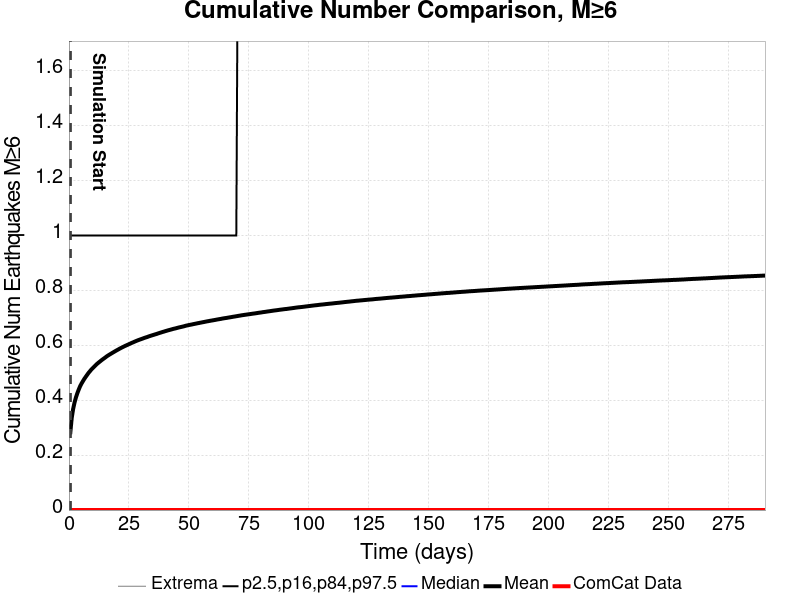 Cumulative Number Comparison, M≥6
Cumulative Num Earthquakes M≥6
1.6
1.4
1.2
1
0.8
0.6
0.4
0.2
0
Simulation Start
0 25 50 75 100 125 150 175 200 225 250 275
Time (days)
Extrema p2.5,p16,p84,p97.5 Median Mean ComCat Data